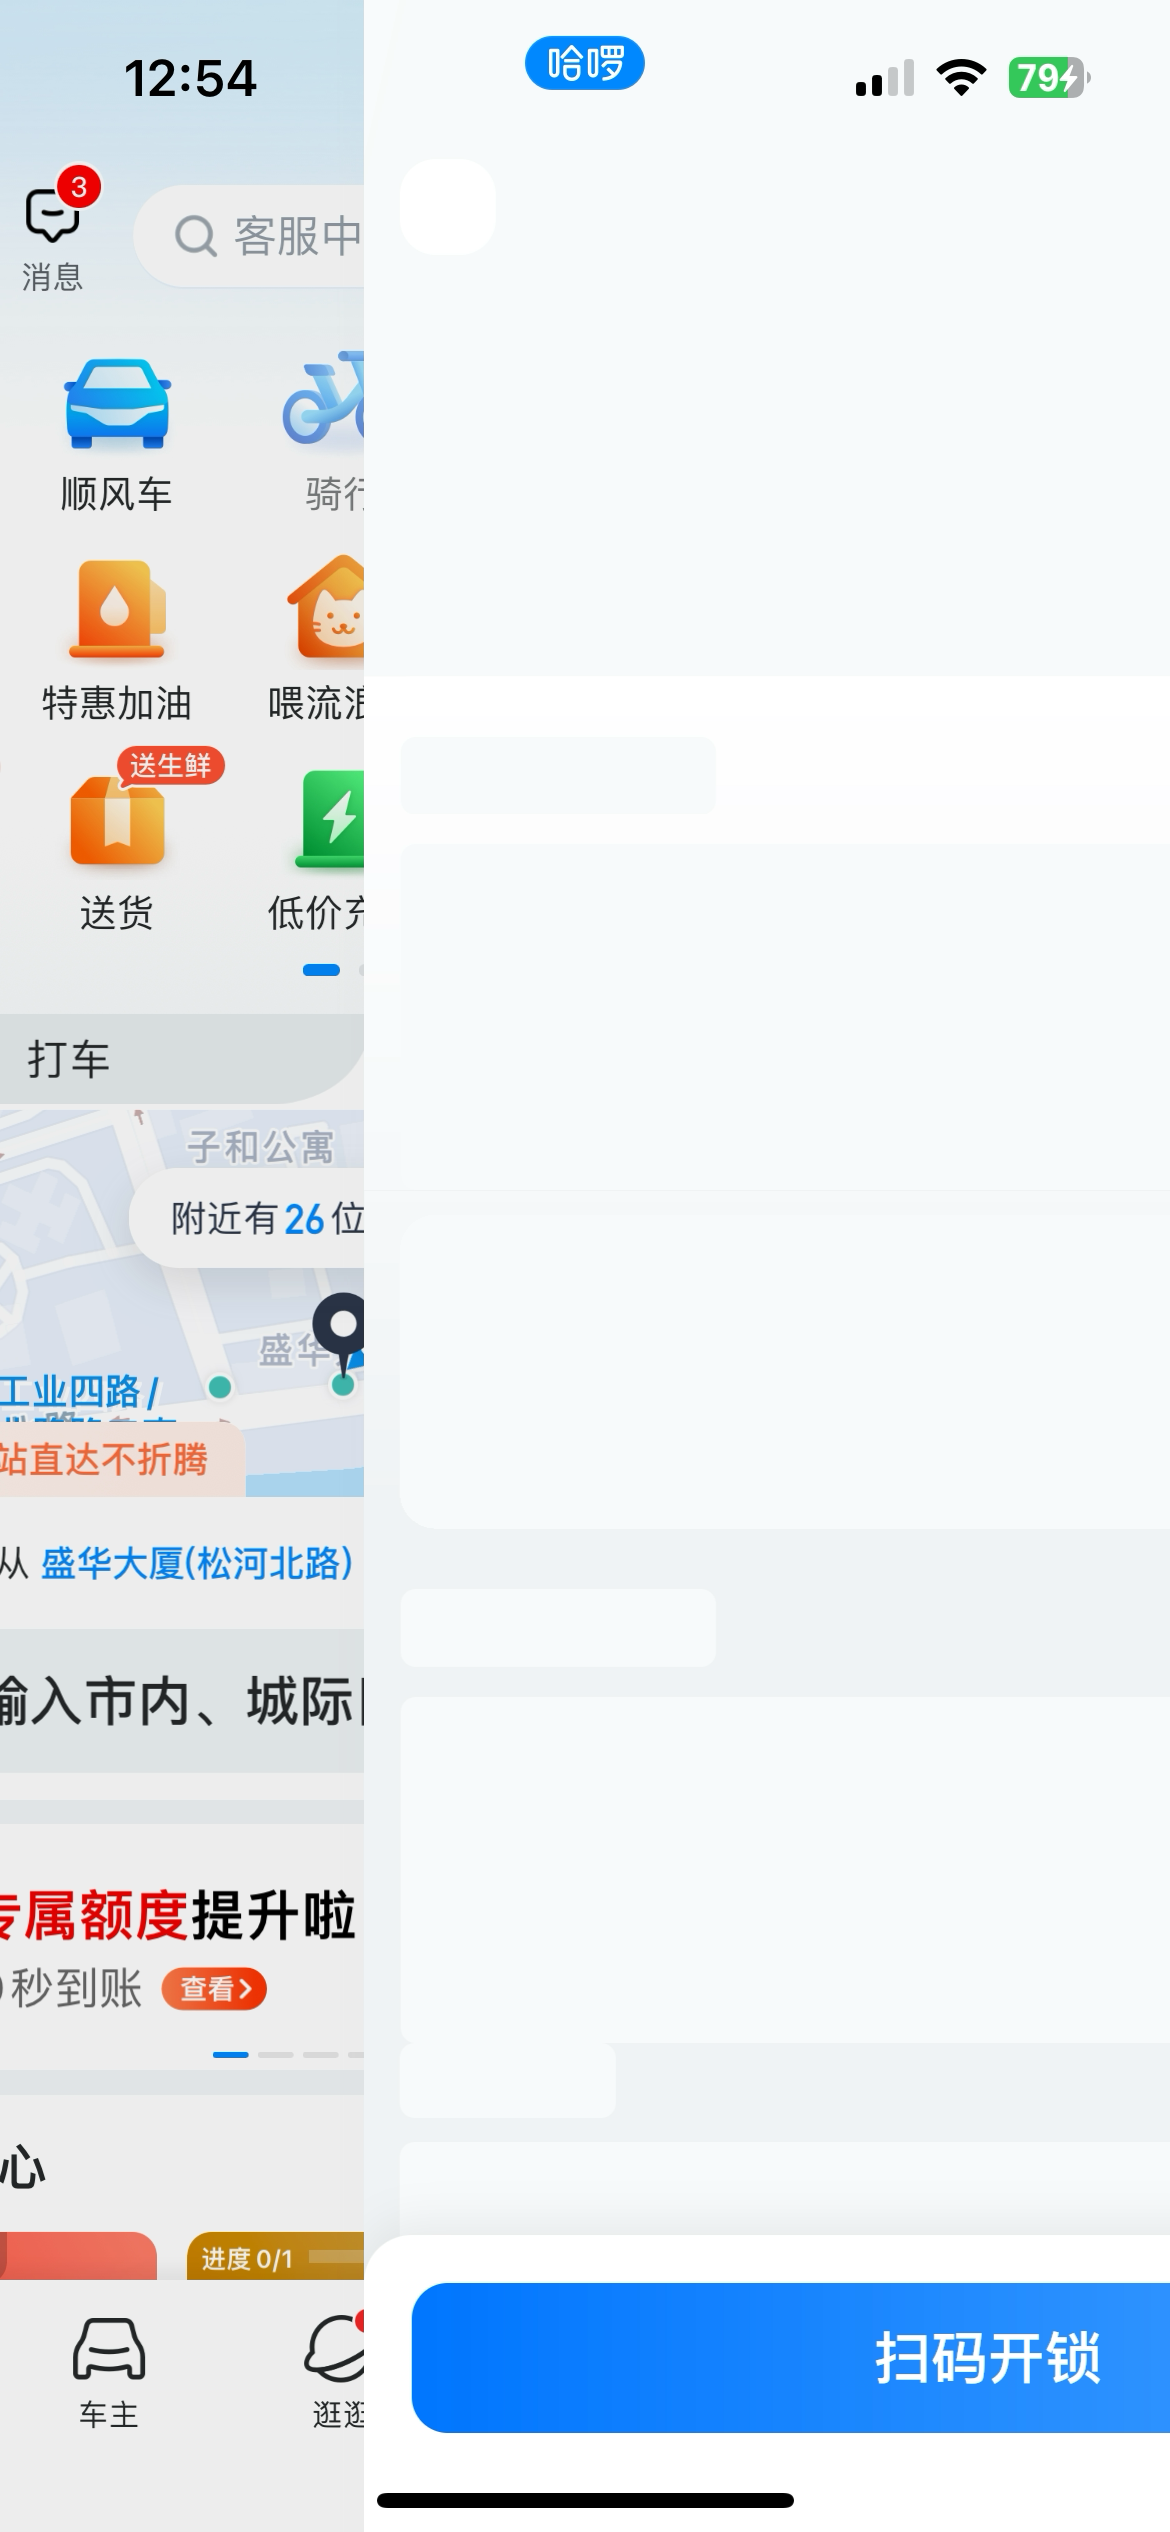 12:54
哈啰
79
3
消息
客服中
顺风车
骑行
特惠加油
喂流浪
送生鲜
送货
低价充
打车
子和公寓
附近有26位
盛华
工业四路/
站直达不折腾
从 盛华大厦(松河北路)
输入市内、城际
专属额度提升啦
秒到账
查看
心
进度 0/1
扫码开锁
车主
逛逛